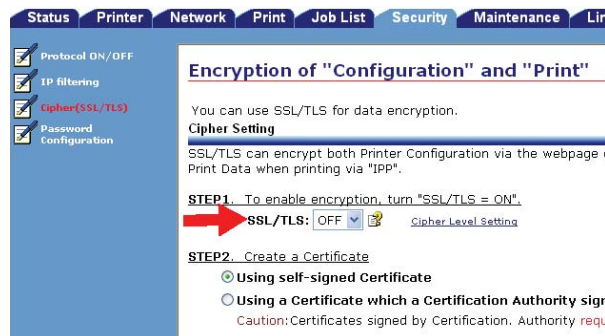 Status Printer Network Print Job List Security Maintenance
Protocol ON/OFF
IP filtering
Cipher(SSL/TLS)
Password
Configuration
Encryption of "Configuration" and "Print"
You can use SSL/TLS for data encryption.
Cipher Setting
SSL/TLS can encrypt both Printer Configuration via the webpage
Print Data when printing via "IPP".
STEP1. To enable encryption, turn "SSL/TLS = ON".
SSL/TLS: OFF Cipher Level Setting
STEP2. Create a Certificate
Using self-signed Certificate
Using a Certificate which a Certification Authority
Caution:Certificates signed by Certification. Authority